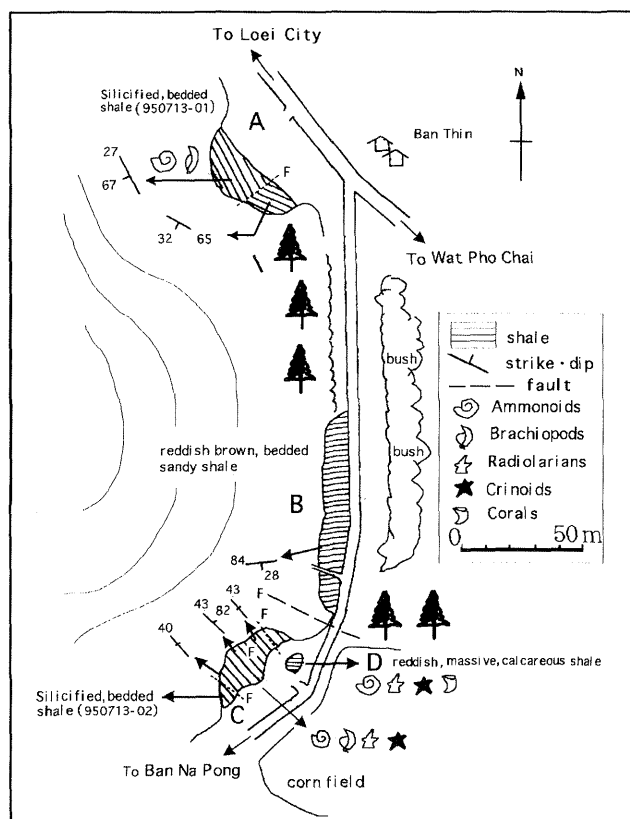 To Loei City
N
Silicified, bedded
shale (950713-01)
A
Ban Thin
27
67
F
32
65
To Wat Pho Chai
shale
strike · dip
fault
Ammonoids
Brachiopods
Radiolarians
Crinoids
Corals
0
50 m
bush
bush
reddish brown, bedded
sandy shale
B
84
28
F
43
F
43
82
40
F
F
D
reddish, massive, calcareous shale
Silicified, bedded
shale (950713-02)
C
To Ban Na Pong
corn field